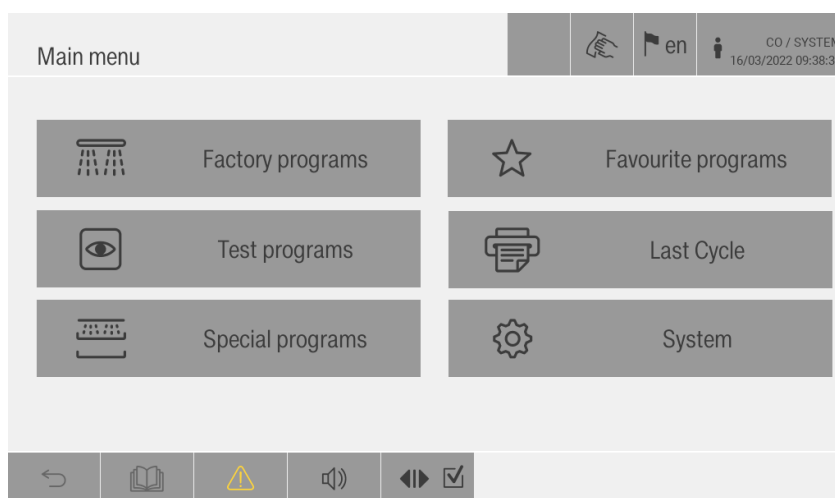 Main menu
en
CO / SYSTEM
16/03/2022 09:38:3
Factory programs
Favourite programs
Test programs
Last Cycle
Special programs
System